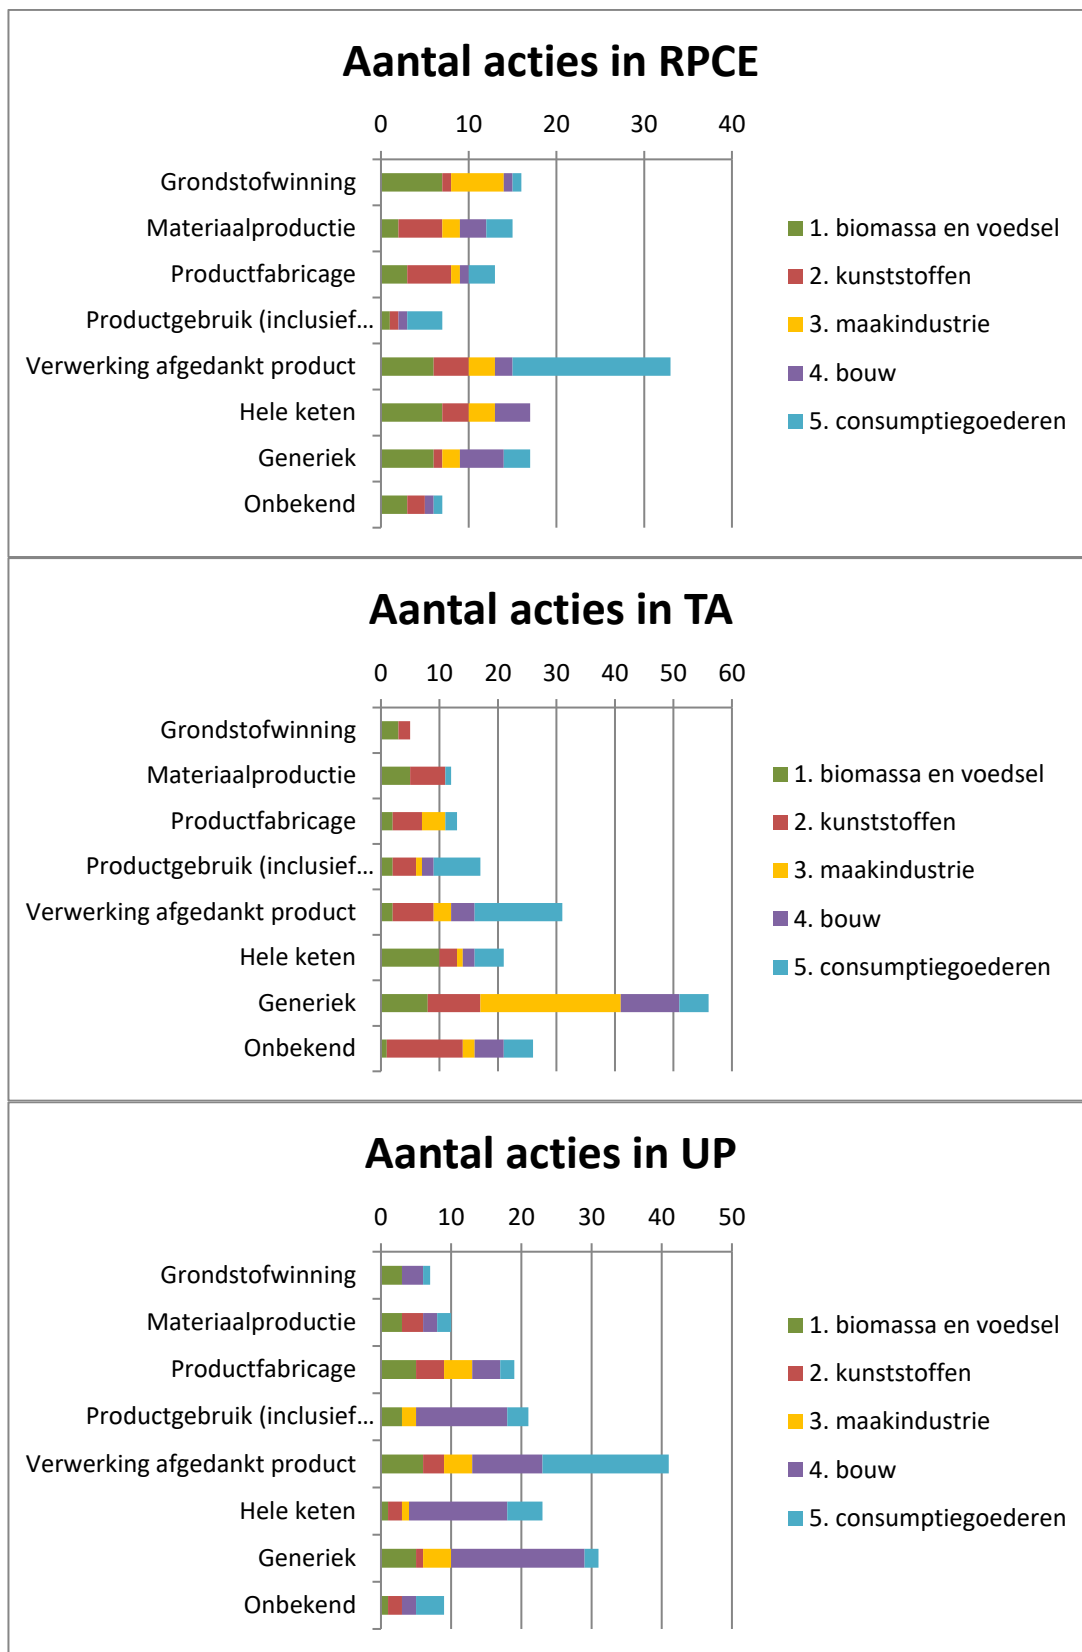 Aantal acties in RPCE
0 10 20 30 40
Grondstofwinning
Materiaalproductie
Productfabricage
Productgebruik (inclusief...
Verwerking afgedankt product
Hele keten
Generiek
Onbekend
1. biomassa en voedsel
2. kunststoffen
3. maakindustrie
4. bouw
5. consumptiegoederen
Aantal acties in TA
0 10 20 30 40 50 60
Grondstofwinning
Materiaalproductie
Productfabricage
Productgebruik (inclusief...
Verwerking afgedankt product
Hele keten
Generiek
Onbekend
1. biomassa en voedsel
2. kunststoffen
3. maakindustrie
4. bouw
5. consumptiegoederen
Aantal acties in UP
0 10 20 30 40 50
Grondstofwinning
Materiaalproductie
Productfabricage
Productgebruik (inclusief...
Verwerking afgedankt product
Hele keten
Generiek
Onbekend
1. biomassa en voedsel
2. kunststoffen
3. maakindustrie
4. bouw
5. consumptiegoederen